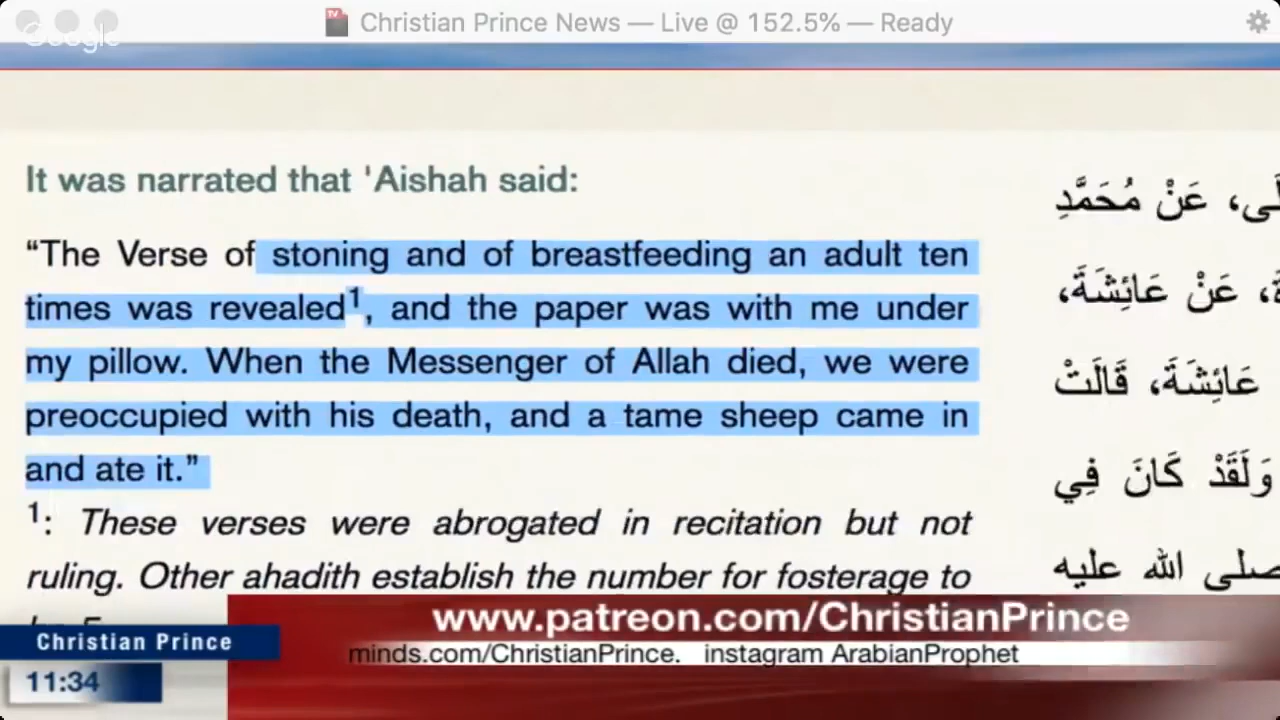 Christian Prince News — Live @ 152.5% — Ready
Google
It was narrated that 'Aishah said:
“The Verse of stoning and of breastfeeding an adult ten
times was revealed¹, and the paper was with me under
my pillow. When the Messenger of Allah died, we were
preoccupied with his death, and a tame sheep came in
and ate it.”
¹: These verses were abrogated in recitation but not
ruling. Other ahadith establish the number for fosterage to
عَنْ مُحَمَّدِ
عَنْ عَائِشَةَ،
عَائِشَةَ، قَالَتْ
وَلَقَدْ كَانَ فِي
صلى الله عليه
www.patreon.com/ChristianPrince
Christian Prince
minds.com/ChristianPrince. instagram ArabianProphet
11:34